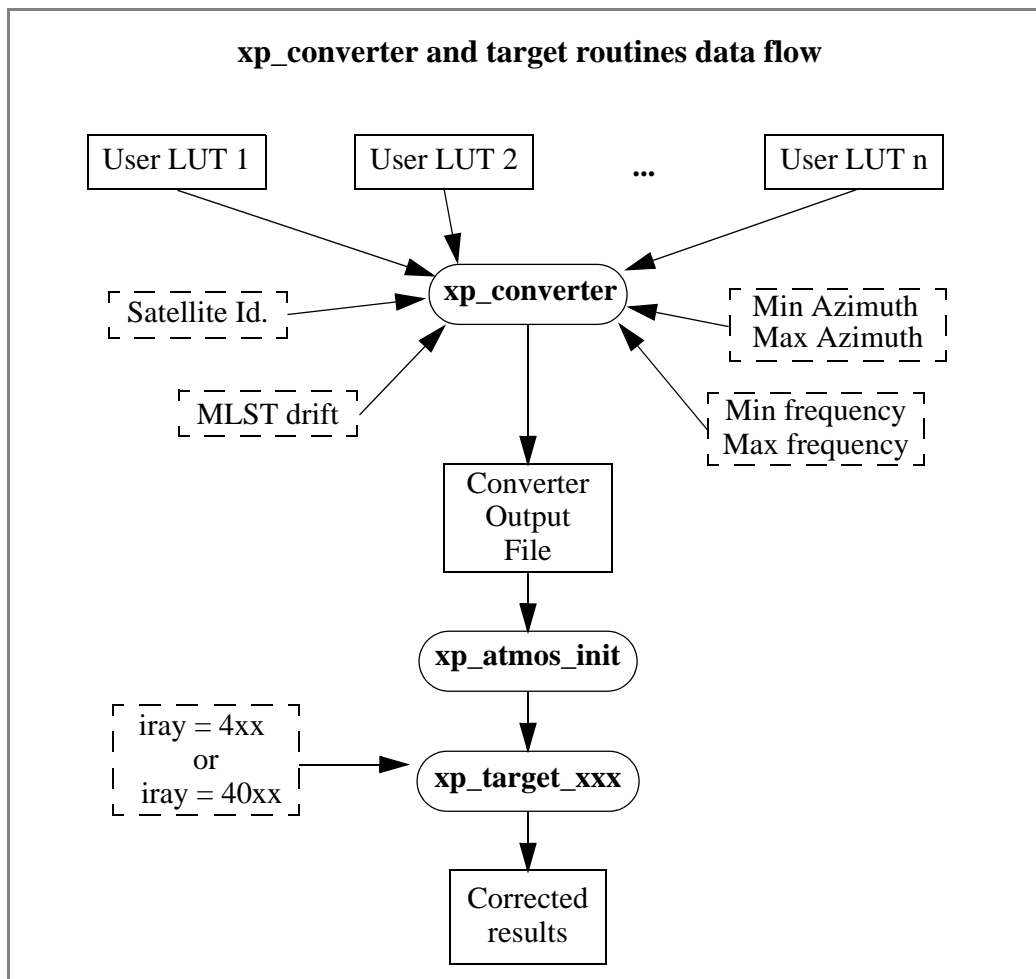 xp_converter and target routines data flow
User LUT 1
User LUT 2
...
User LUT n
xp_converter
Satellite Id.
Min Azimuth
Max Azimuth
MLST drift
Min frequency
Max frequency
Converter
Output
File
xp_atmos_init
iray = 4xx
or
iray = 40xx
xp_target_xxx
Corrected
results